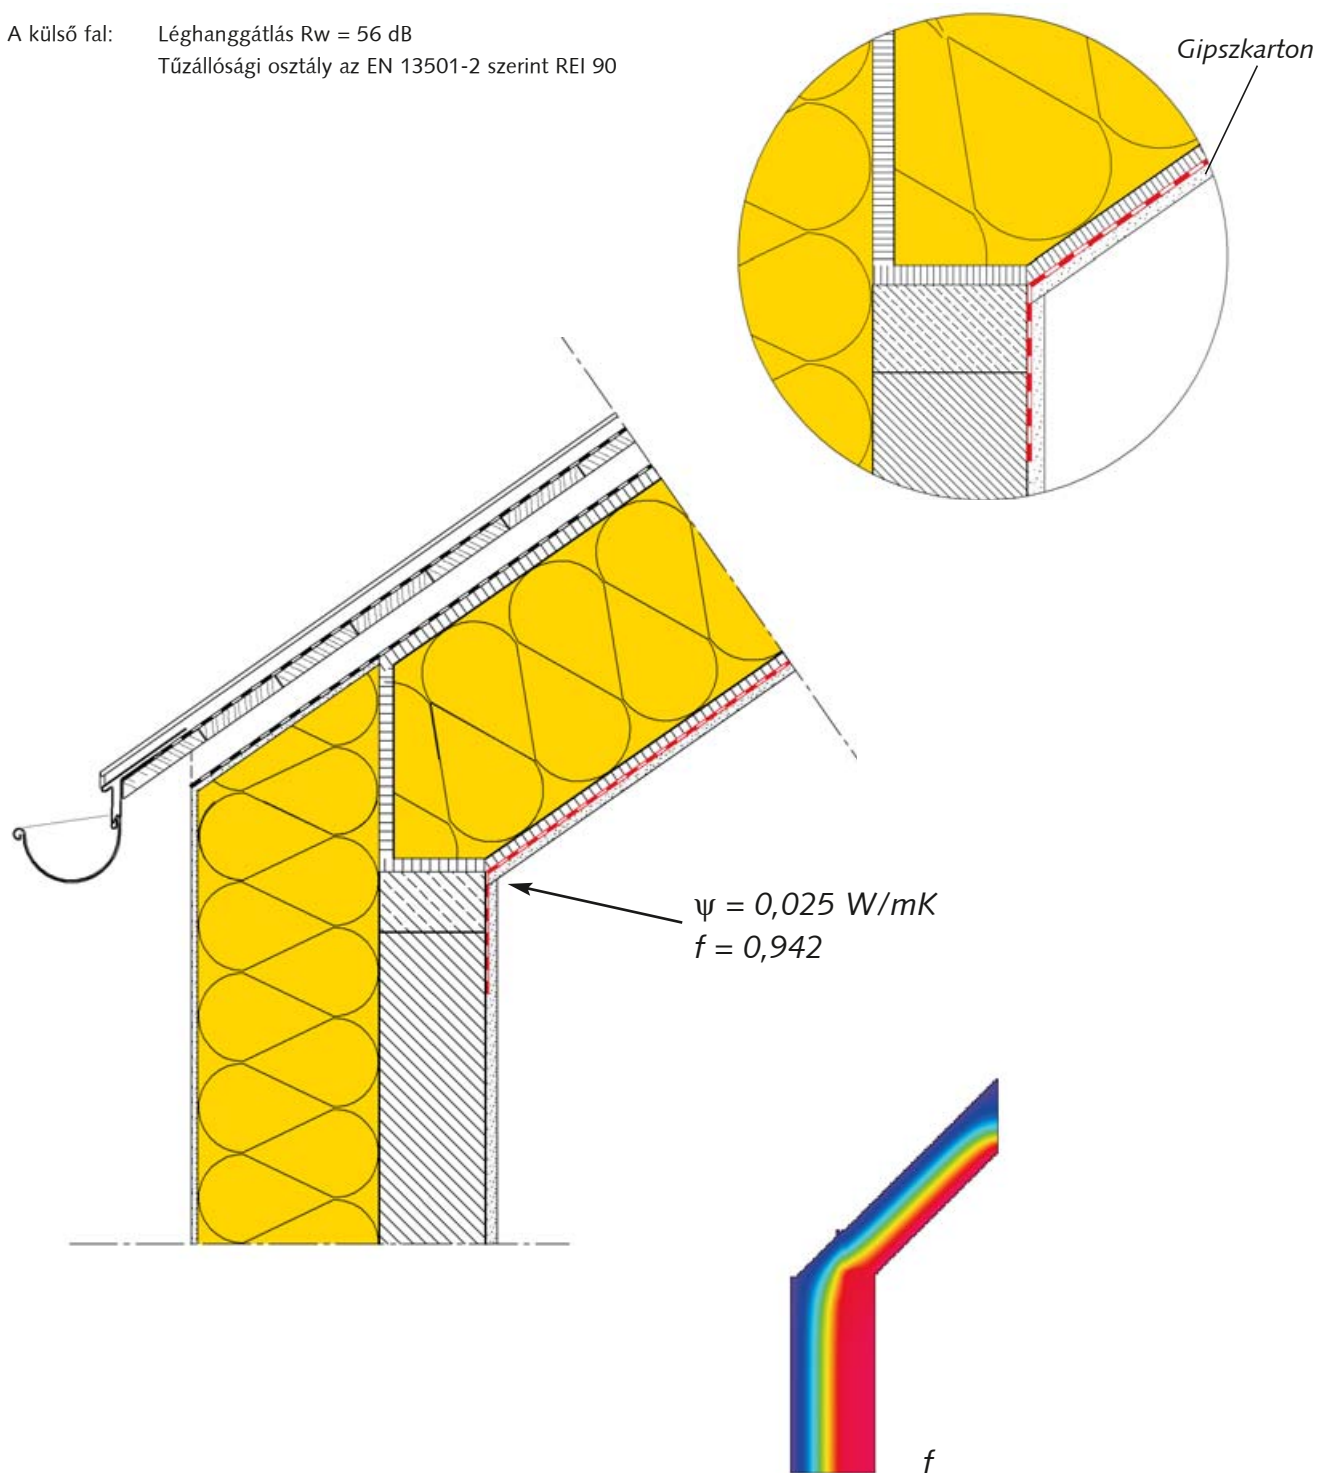 A külső fal: Léghanggátlás Rw = 56 dB
Tűzállósági osztály az EN 13501-2 szerint REI 90
Gipszkarton
ψ = 0,025 W/mK
f = 0,942
f